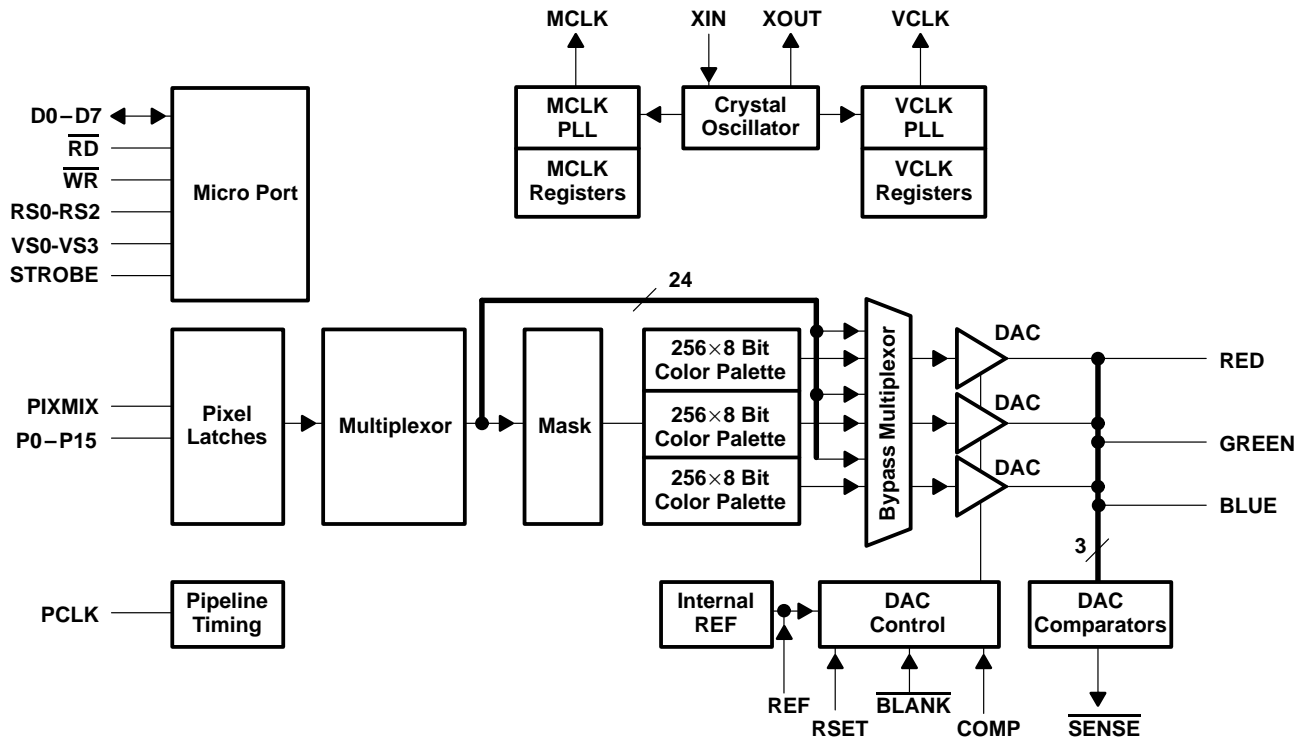 MCLK XIN XOUT VCLK
D0–D7
RD
WR
RS0-RS2
VS0-VS3
STROBE
Micro Port
MCLK
PLL
MCLK
Registers
Crystal
Oscillator
VCLK
PLL
VCLK
Registers
24
PIXMIX
P0–P15
Pixel
Latches
Multiplexor
Mask
256×8 Bit
Color Palette
256×8 Bit
Color Palette
256×8 Bit
Color Palette
Bypass Multiplexor
DAC
DAC
DAC
RED
GREEN
BLUE
3
PCLK
Pipeline
Timing
Internal
REF
DAC
Control
DAC
Comparators
REF
RSET
BLANK
COMP
SENSE